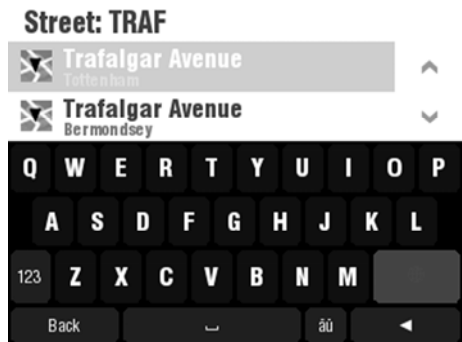 Street: TRAF
Trafalgar Avenue
Tottenham
Trafalgar Avenue
Bermondsey
Q W E R T Y U I O P
A S D F G H J K L
123 Z X C V B N M
Back äü